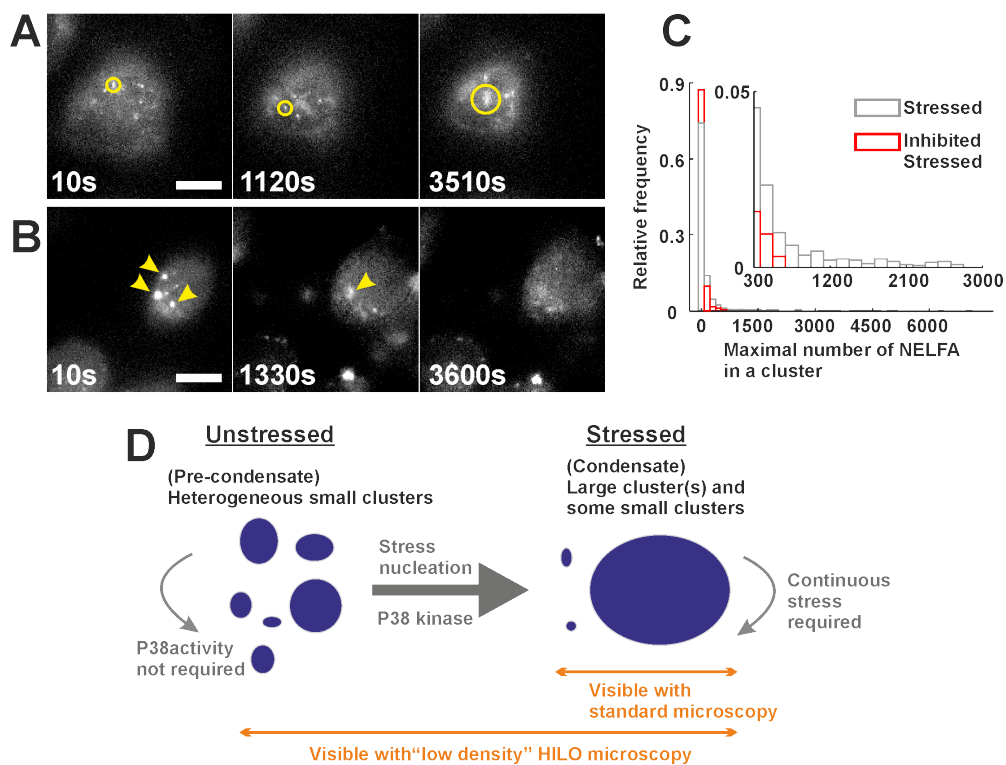 A
10s
1120s
3510s
B
10s
1330s
3600s
C
Relative frequency
0.9
0.6
0.3
0
0.05
0
300
1200
2100
3000
0
1500
3000
4500
6000
Maximal number of NELFA
in a cluster
Stressed
Inhibited
Stressed
D
Unstressed
(Pre-condensate)
Heterogeneous small clusters
P38activity
not required
Stress
nucleation
P38 kinase
Stressed
(Condensate)
Large cluster(s) and
some small clusters
Continuous
stress
required
Visible with
standard microscopy
Visible with“low density” HILO microscopy